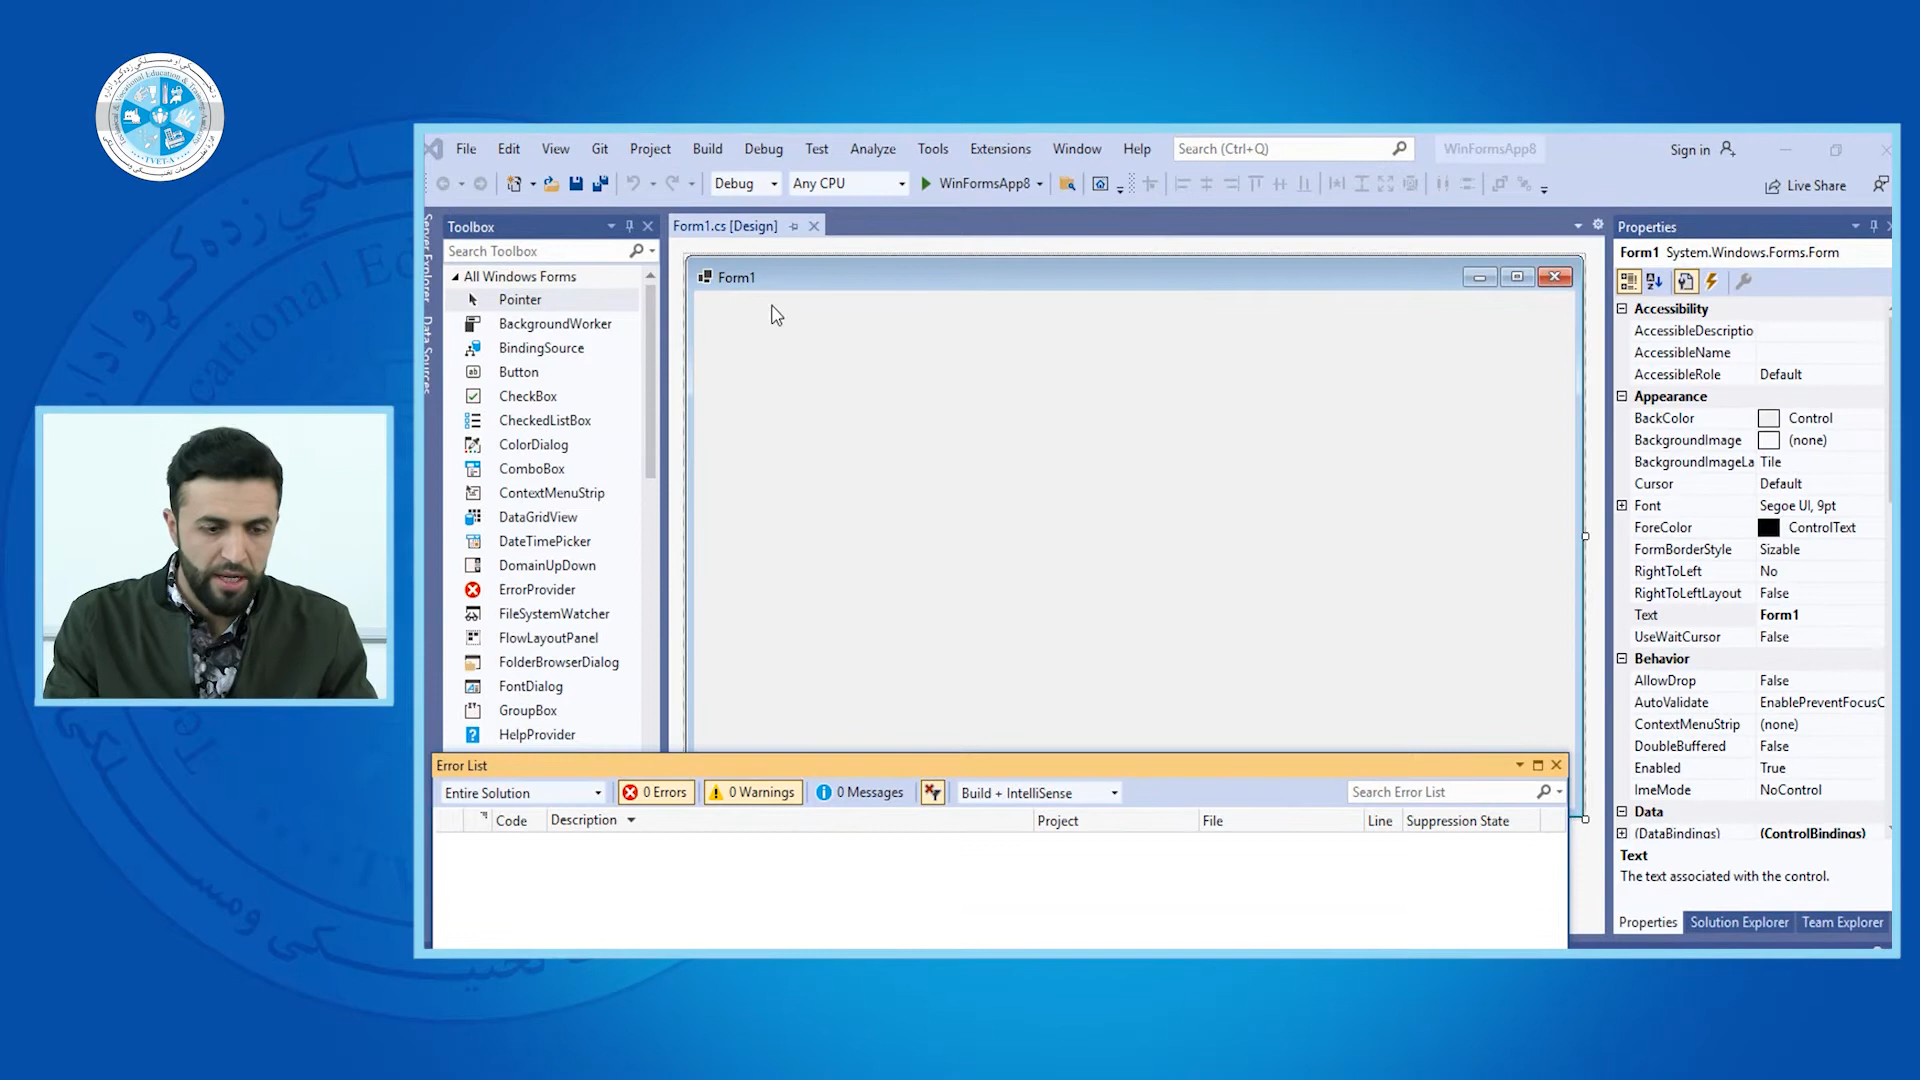 File Edit View Git Project Build Debug Test Analyze Tools Extensions Window Help Search (Ctrl+Q) WinFormsApp8 Sign in
Debug Any CPU WinFormsApp8 Live Share
Server Explorer
Data Sources
Toolbox
Search Toolbox
All Windows Forms
Pointer
BackgroundWorker
BindingSource
Button
CheckBox
CheckedListBox
ColorDialog
ComboBox
ContextMenuStrip
DataGridView
DateTimePicker
DomainUpDown
ErrorProvider
FileSystemWatcher
FlowLayoutPanel
FolderBrowserDialog
FontDialog
GroupBox
HelpProvider
Form1.cs [Design]
Form1
Error List
Entire Solution 0 Errors 0 Warnings 0 Messages Build + IntelliSense Search Error List
Code Description Project File Line Suppression State
Properties
Form1 System.Windows.Forms.Form
Accessibility
AccessibleDescriptio
AccessibleName
AccessibleRole Default
Appearance
BackColor Control
BackgroundImage (none)
BackgroundImageLa Tile
Cursor Default
Font Segoe UI, 9pt
ForeColor ControlText
FormBorderStyle Sizable
RightToLeft No
RightToLeftLayout False
Text Form1
UseWaitCursor False
Behavior
AllowDrop False
AutoValidate EnablePreventFocusC
ContextMenuStrip (none)
DoubleBuffered False
Enabled True
ImeMode NoControl
Data
(DataBindings) (ControlBindings)
Text
The text associated with the control.
Properties Solution Explorer Team Explorer
TVET-A